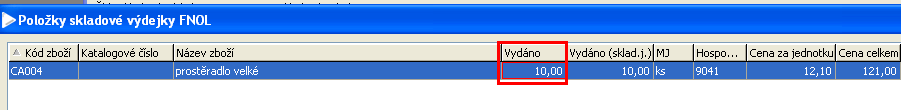 Položky skladové výdejky FNOL
Kód zboží Katalogové číslo Název zboží Vydáno Vydáno (sklad.j.) MJ Hospo... Cena za jednotku Cena celkem
CA004 prostěradlo velké 10,00 10,00 ks 9041 12,10 121,00